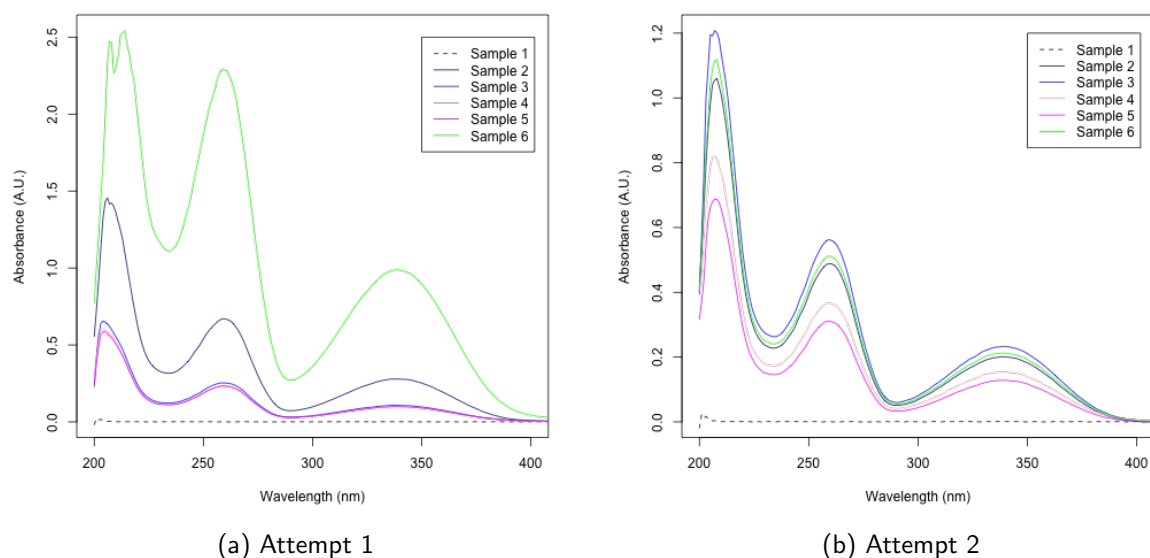 Absorbance (A.U.)
2.5
2.0
1.5
1.0
0.5
0.0
200 250 300 350 400
Wavelength (nm)
Sample 1
Sample 2
Sample 3
Sample 4
Sample 5
Sample 6
(a) Attempt 1
Absorbance (A.U.)
1.2
1.0
0.8
0.6
0.4
0.2
0.0
200 250 300 350 400
Wavelength (nm)
Sample 1
Sample 2
Sample 3
Sample 4
Sample 5
Sample 6
(b) Attempt 2